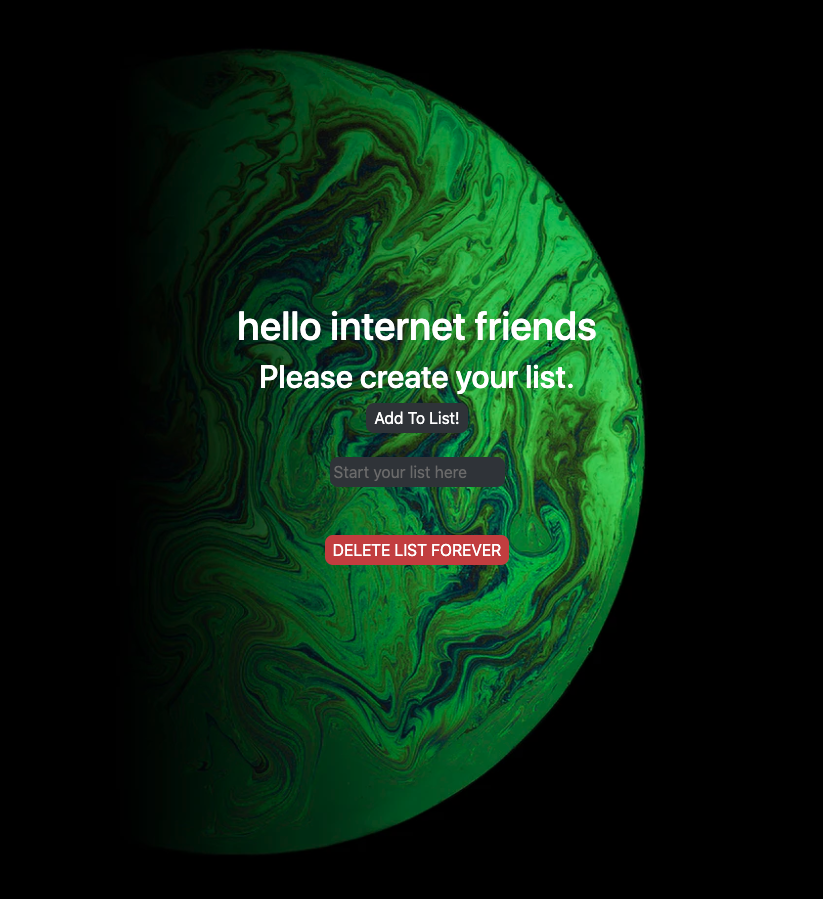 hello internet friends
Please create your list.
Add To List!
Start your list here
DELETE LIST FOREVER